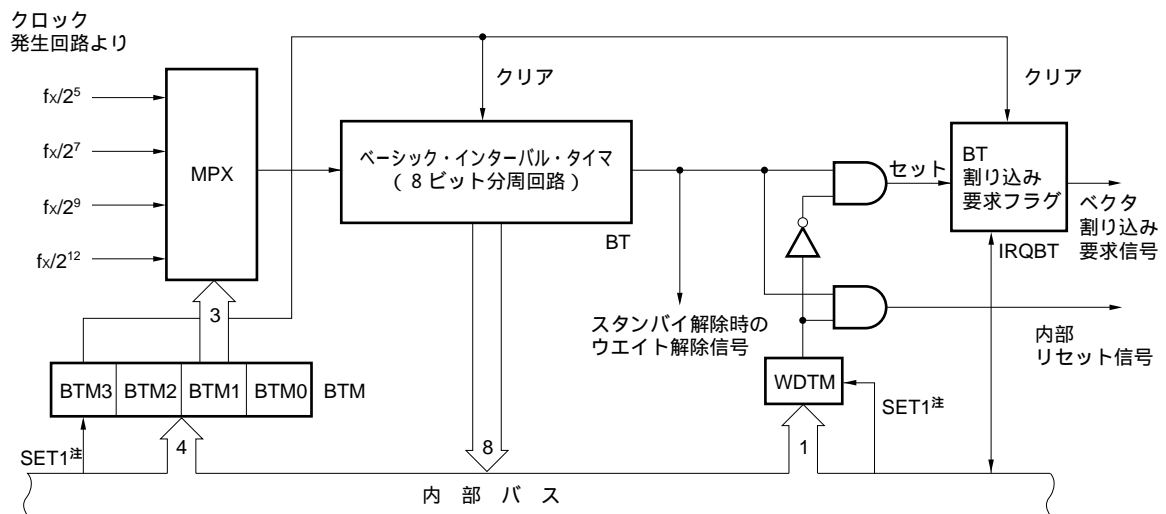 クロック
発生回路より
fx/2⁵
fx/2⁷
fx/2⁹
fx/2¹²
MPX
3
クリア
クリア
ベーシック・インターバル・タイマ
(8ビット分周回路)
BT
セット
BT
割り込み
要求フラグ
IRQBT
ベクタ
割り込み
要求信号
スタンバイ解除時の
ウエイト解除信号
内部
リセット信号
BTM3 BTM2 BTM1 BTM0 BTM
WDTM
SET1注
4
8
1
SET1注
内部バス